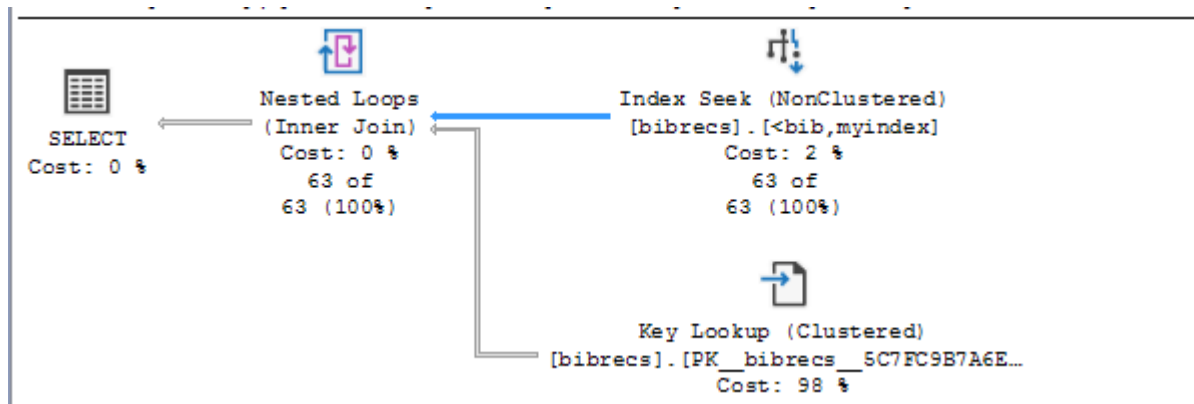 Nested Loops
(Inner Join)
Cost: 0 %
63 of
63 (100%)
Index Seek (NonClustered)
[bibrecs].[<bib,myindex]
Cost: 2 %
63 of
63 (100%)
SELECT
Cost: 0 %
Key Lookup (Clustered)
[bibrecs].[PK__bibrecs__5C7FC9B7A6E…
Cost: 98 %